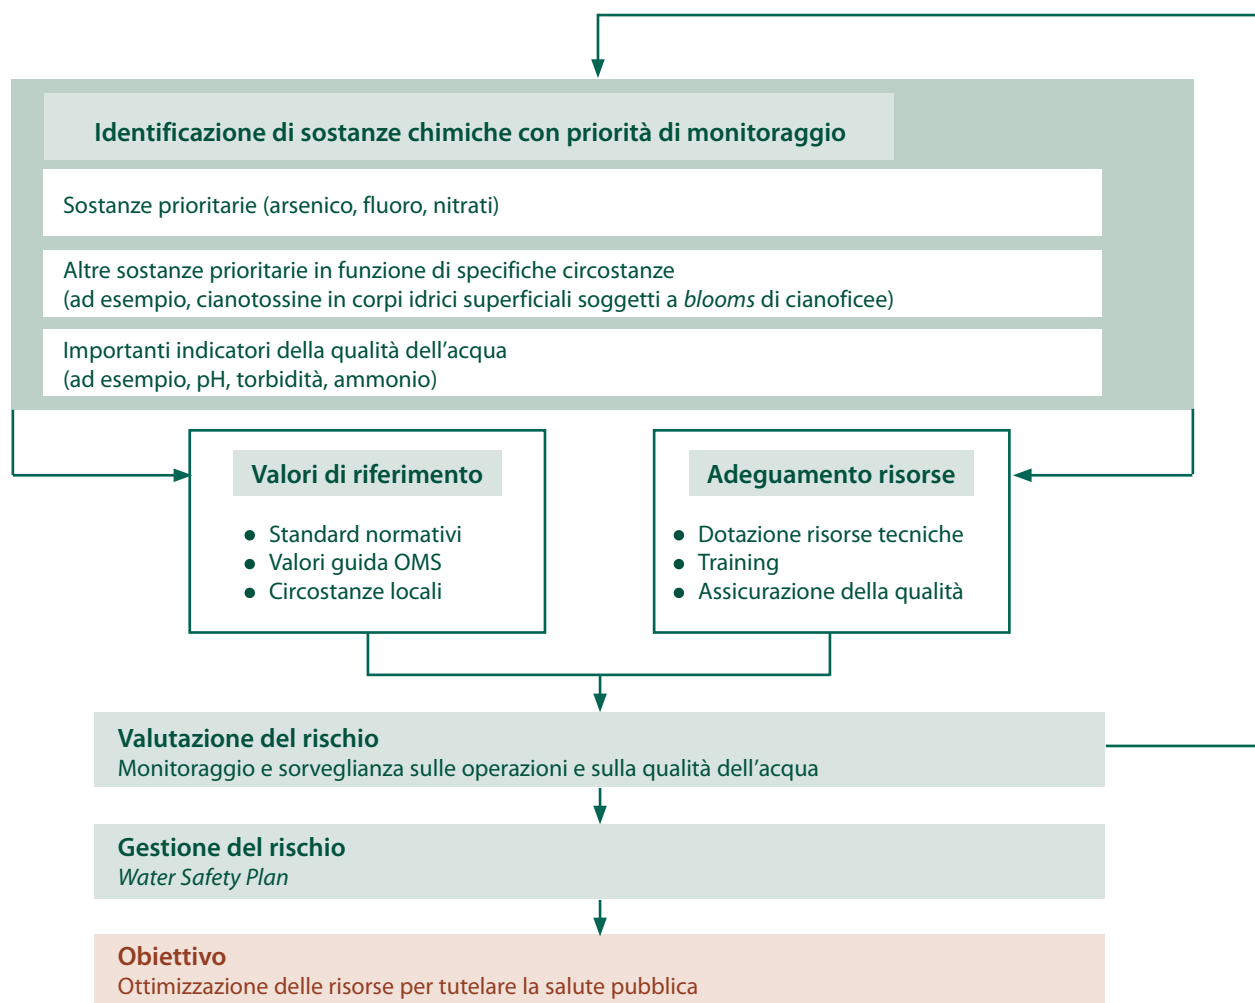 Identificazione di sostanze chimiche con priorità di monitoraggio
Sostanze prioritarie (arsenico, fluoro, nitrati)
Altre sostanze prioritarie in funzione di specifiche circostanze
(ad esempio, cianotossine in corpi idrici superficiali soggetti a blooms di cianoficee)
Importanti indicatori della qualità dell'acqua
(ad esempio, pH, torbidità, ammonio)
Valori di riferimento
● Standard normativi
● Valori guida OMS
● Circostanze locali
Adeguamento risorse
● Dotazione risorse tecniche
● Training
● Assicurazione della qualità
Valutazione del rischio
Monitoraggio e sorveglianza sulle operazioni e sulla qualità dell'acqua
Gestione del rischio
Water Safety Plan
Obiettivo
Ottimizzazione delle risorse per tutelare la salute pubblica